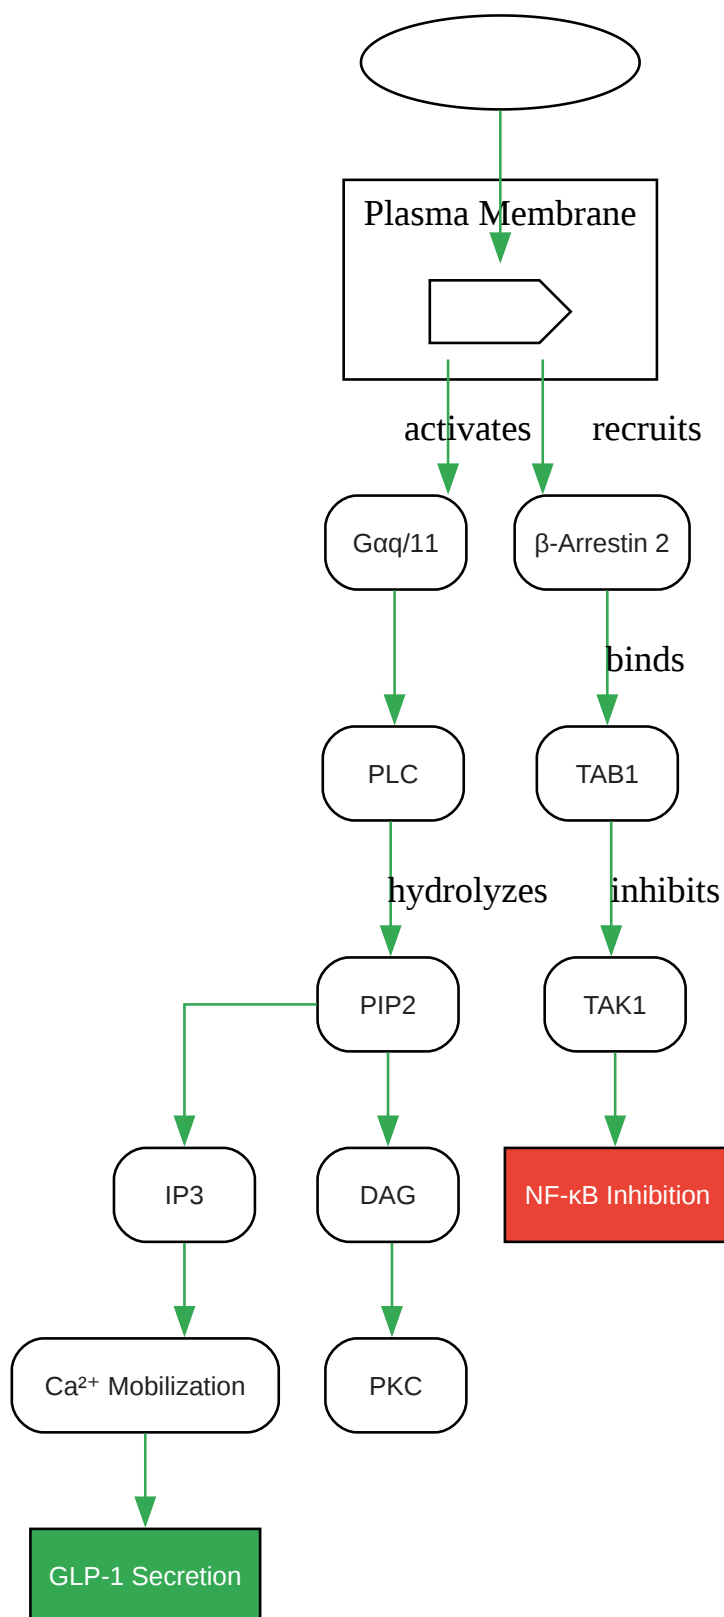 Plasma Membrane
activates
recruits
Gαq/11
β-Arrestin 2
binds
PLC
TAB1
hydrolyzes
inhibits
PIP2
TAK1
IP3
DAG
NF-κB Inhibition
Ca²⁺ Mobilization
PKC
GLP-1 Secretion